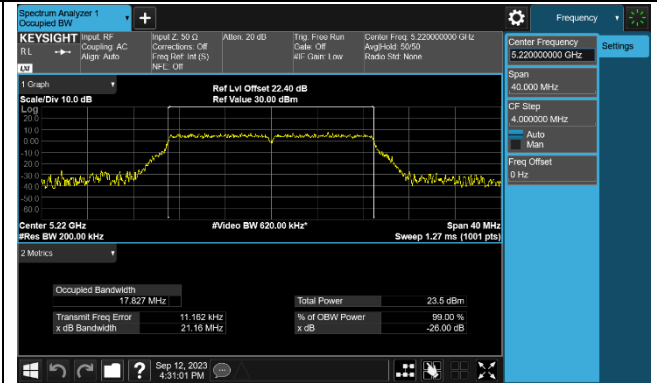 Spectrum Analyzer 1
Occupied BW
+
Frequency
KEYSIGHT
RL
LXI
Input: RF
Coupling: AC
Align: Auto
Input Z: 50 Ω
Corrections: Off
Freq Ref: Int (S)
NFE: Off
Atten: 20 dB
Trig: Free Run
Gate: Off
#IF Gain: Low
Center Freq: 5.220000000 GHz
Avg|Hold: 50/50
Radio Std: None
Center Frequency
5.220000000 GHz
Settings
Span
40.000 MHz
CF Step
4.000000 MHz
Auto
Man
Freq Offset
0 Hz
1 Graph
Scale/Div 10.0 dB
Ref Lvl Offset 22.40 dB
Ref Value 30.00 dBm
Log
20.0
10.0
0.00
-10.0
-20.0
-30.0
-40.0
-50.0
-60.0
Center 5.22 GHz
#Res BW 200.00 kHz
#Video BW 620.00 kHz*
Span 40 MHz
Sweep 1.27 ms (1001 pts)
2 Metrics
Occupied Bandwidth
17.827 MHz
Total Power 23.5 dBm
Transmit Freq Error 11.162 kHz
% of OBW Power 99.00 %
x dB Bandwidth 21.16 MHz
x dB -26.00 dB
?
Sep 12, 2023
4:31:01 PM